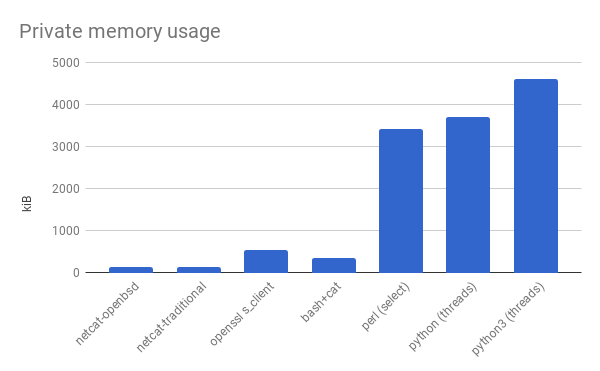 Private memory usage
5000
4000
3000
2000
1000
0
kiB
netcat-openbsd
netcat-traditional
openssl s_client
bash+cat
perl (select)
python (threads)
python3 (threads)